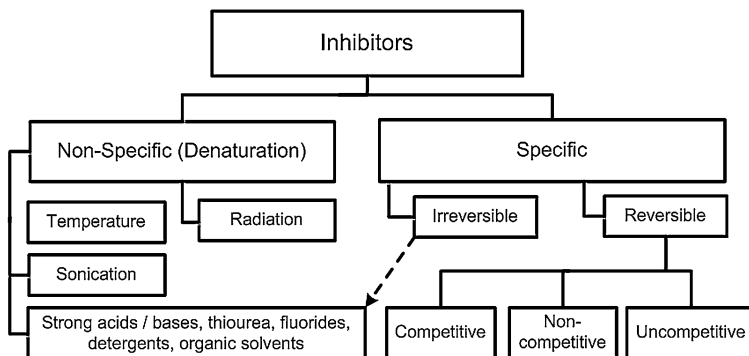 Inhibitors
Non-Specific (Denaturation)
Specific
Temperature
Radiation
Irreversible
Reversible
Sonication
Strong acids / bases, thiourea, fluorides,
detergents, organic solvents
Competitive
Non-
competitive
Uncompetitive